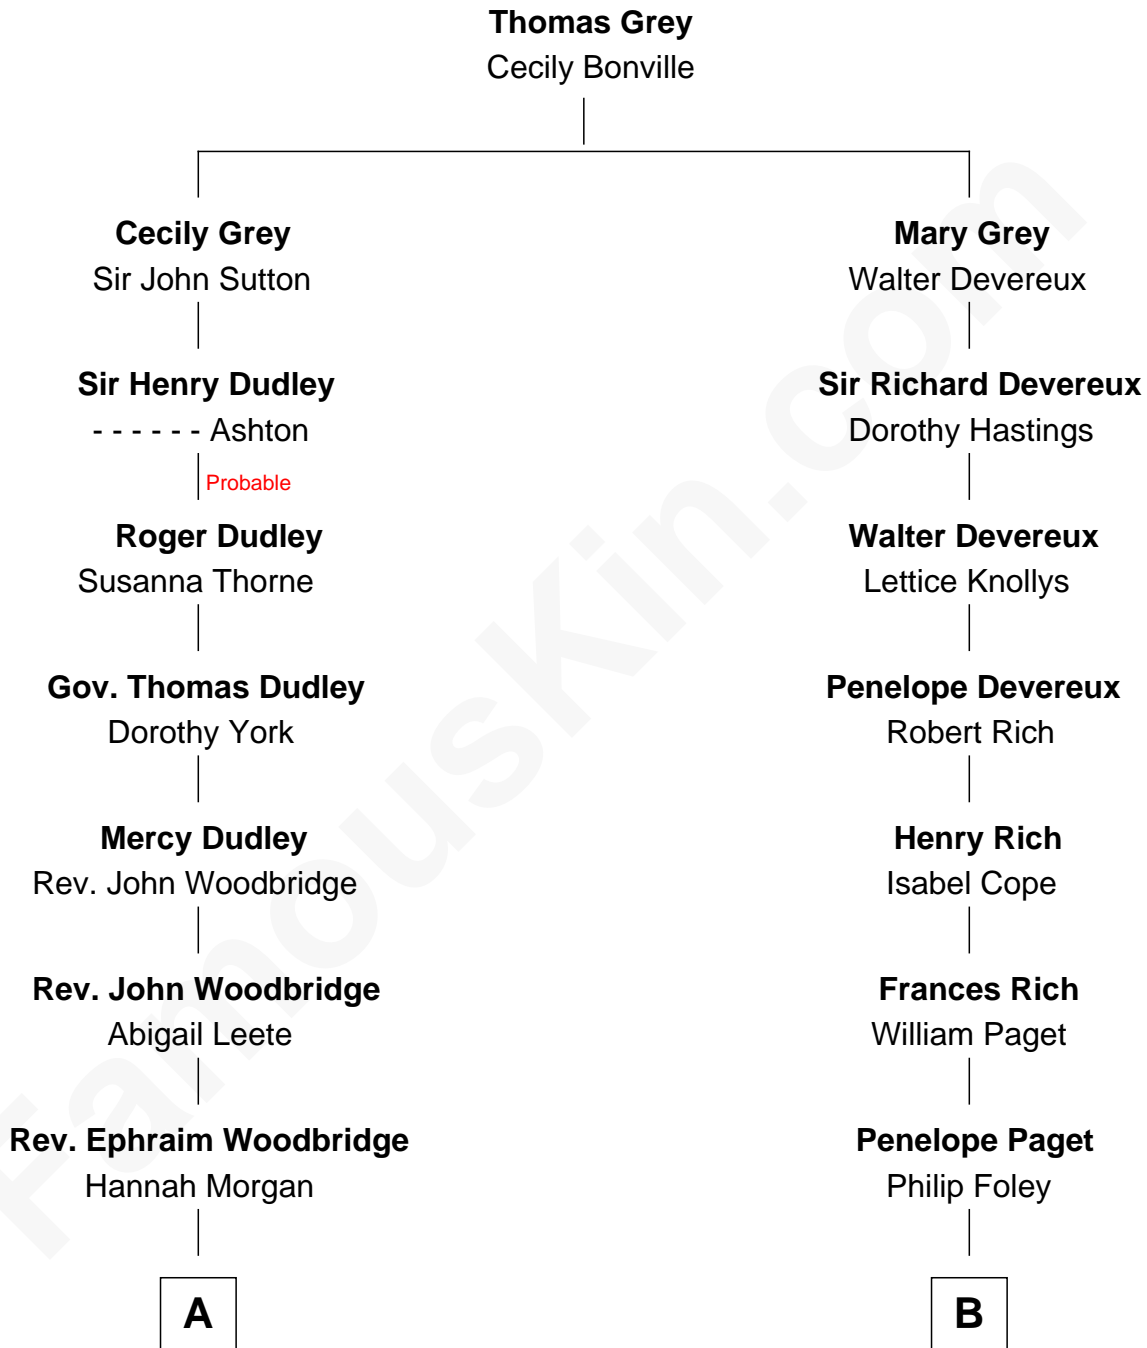 Thomas Grey
Cecily Bonville
Cecily Grey
Sir John Sutton
Mary Grey
Walter Devereux
Sir Henry Dudley
- - - - - - Ashton
Sir Richard Devereux
Dorothy Hastings
Probable
Roger Dudley
Susanna Thorne
Walter Devereux
Lettice Knollys
Gov. Thomas Dudley
Dorothy York
Penelope Devereux
Robert Rich
Mercy Dudley
Rev. John Woodbridge
Henry Rich
Isabel Cope
Rev. John Woodbridge
Abigail Leete
Frances Rich
William Paget
Rev. Ephraim Woodbridge
Hannah Morgan
Penelope Paget
Philip Foley
A
B
FamousKin.com